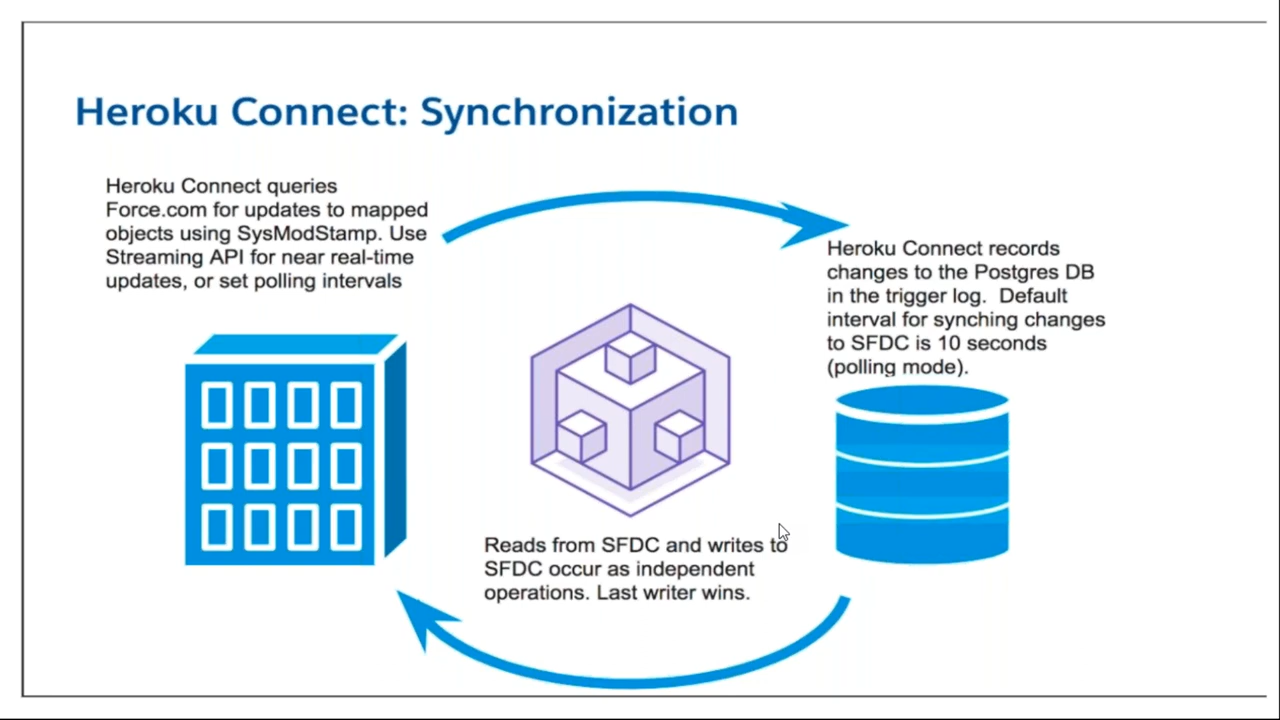 Heroku Connect: Synchronization
Heroku Connect queries
Force.com for updates to mapped
objects using SysModStamp. Use
Streaming API for near real-time
updates, or set polling intervals
Heroku Connect records
changes to the Postgres DB
in the trigger log.  Default
interval for synching changes
to SFDC is 10 seconds
(polling mode).
Reads from SFDC and writes to
SFDC occur as independent
operations. Last writer wins.